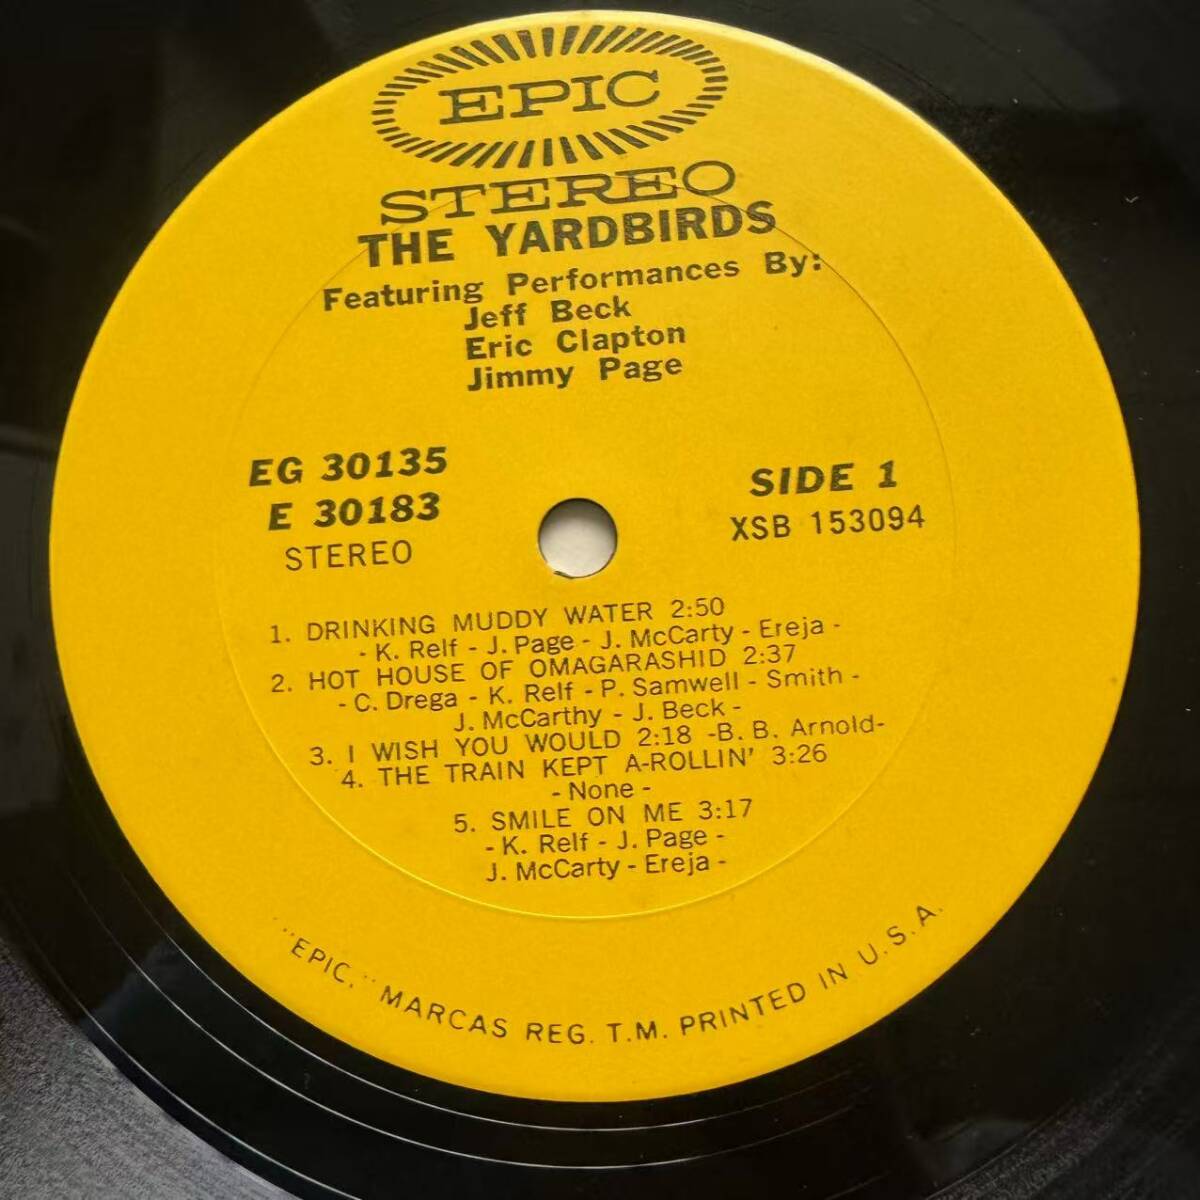 EPIC
STEREO
THE YARDBIRDS
Featuring Performances By:
Jeff Beck
Eric Clapton
Jimmy Page
EG 30135
E 30183
STEREO
SIDE 1
XSB 153094
1. DRINKING MUDDY WATER 2:50
- K. Relf - J. Page - J. McCarty - Ereja -
2. HOT HOUSE OF OMAGARASHID 2:37
- C. Drega - K. Relf - P. Samwell - Smith -
J. McCarthy - J. Beck -
3. I WISH YOU WOULD 2:18 -B. B. Arnold-
4. THE TRAIN KEPT A-ROLLIN' 3:26
- None -
5. SMILE ON ME 3:17
- K. Relf - J. Page -
J. McCarty - Ereja -
"EPIC," MARCAS REG. T.M. PRINTED IN U.S.A.